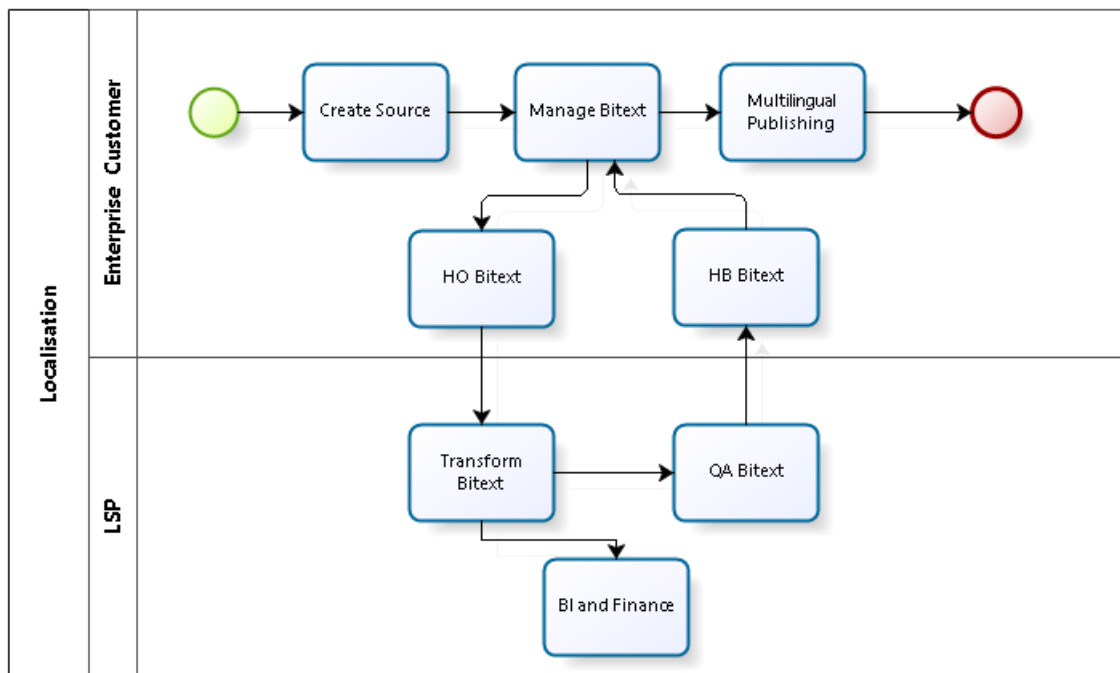 Localisation
Enterprise Customer
Create Source
Manage Bitext
Multilingual
Publishing
HO Bitext
HB Bitext
LSP
Transform
Bitext
QA Bitext
BI and Finance